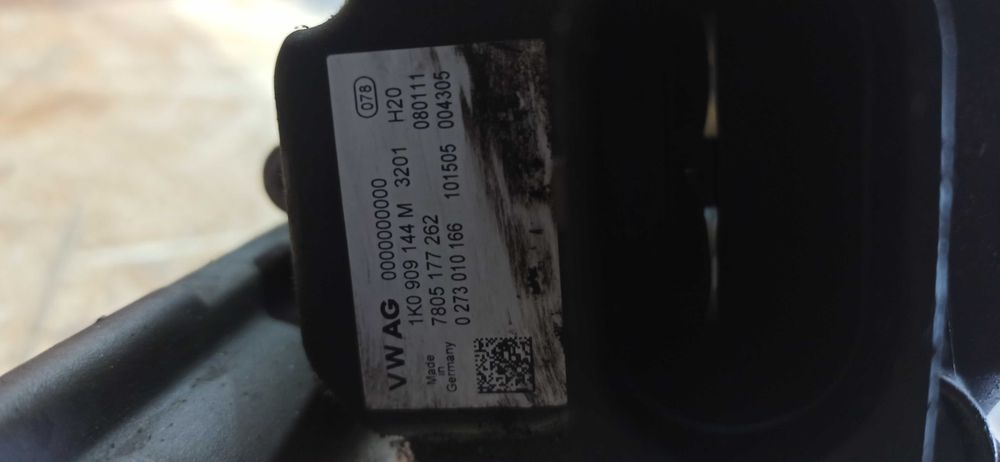 VW AG 0000000000 078
1K0 909 144 M 3201 H20
7805 177 262 080111
0 273 010 166 101505 004305
Made
in
Germany